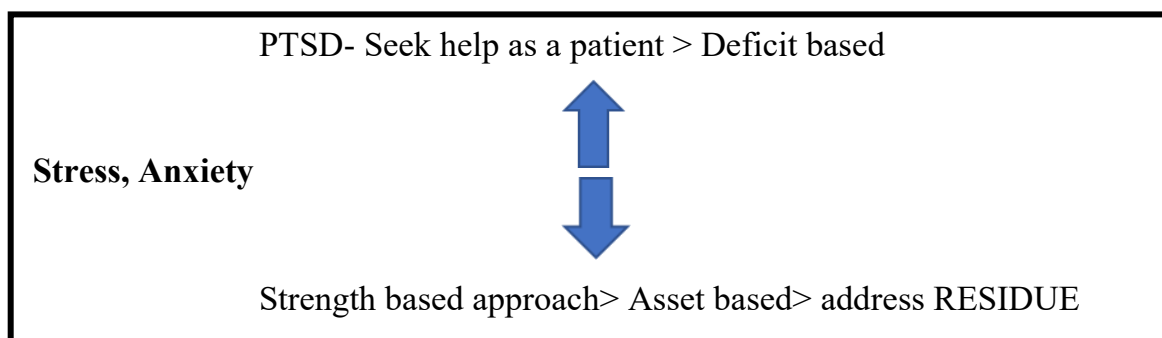 PTSD- Seek help as a patient > Deficit based
Stress, Anxiety
Strength based approach> Asset based> address RESIDUE